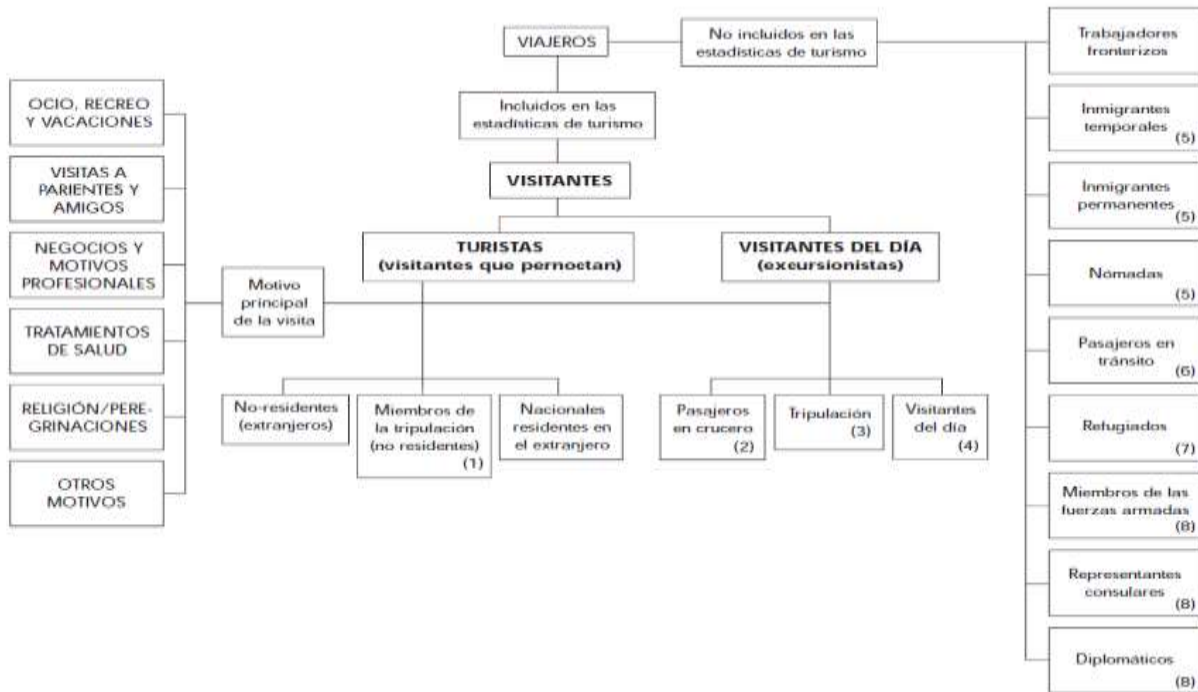 VIAJEROS
No incluidos en las
estadísticas de turismo
Incluidos en las
estadísticas de turismo
VISITANTES
TURISTAS
(visitantes que pernoctan)
VISITANTES DEL DÍA
(excursionistas)
Motivo
principal
de la visita
OCIO, RECREO
Y VACACIONES
VISITAS A
PARIENTES Y
AMIGOS
NEGOCIOS Y
MOTIVOS
PROFESIONALES
TRATAMIENTOS
DE SALUD
RELIGIÓN/PERE-
GRINACIONES
OTROS
MOTIVOS
No-residentes
(extranjeros)
Miembros de
la tripulación
(no residentes)
(1)
Nacionales
residentes en
el extranjero
Pasajeros
en crucero
(2)
Tripulación
(3)
Visitantes
del día
(4)
Trabajadores
fronterizos
Inmigrantes
temporales
(5)
Inmigrantes
permanentes
(5)
Nómadas
(5)
Pasajeros en
tránsito
(6)
Refugiados
(7)
Miembros de las
fuerzas armadas
(8)
Representantes
consulares
(8)
Diplomáticos
(8)